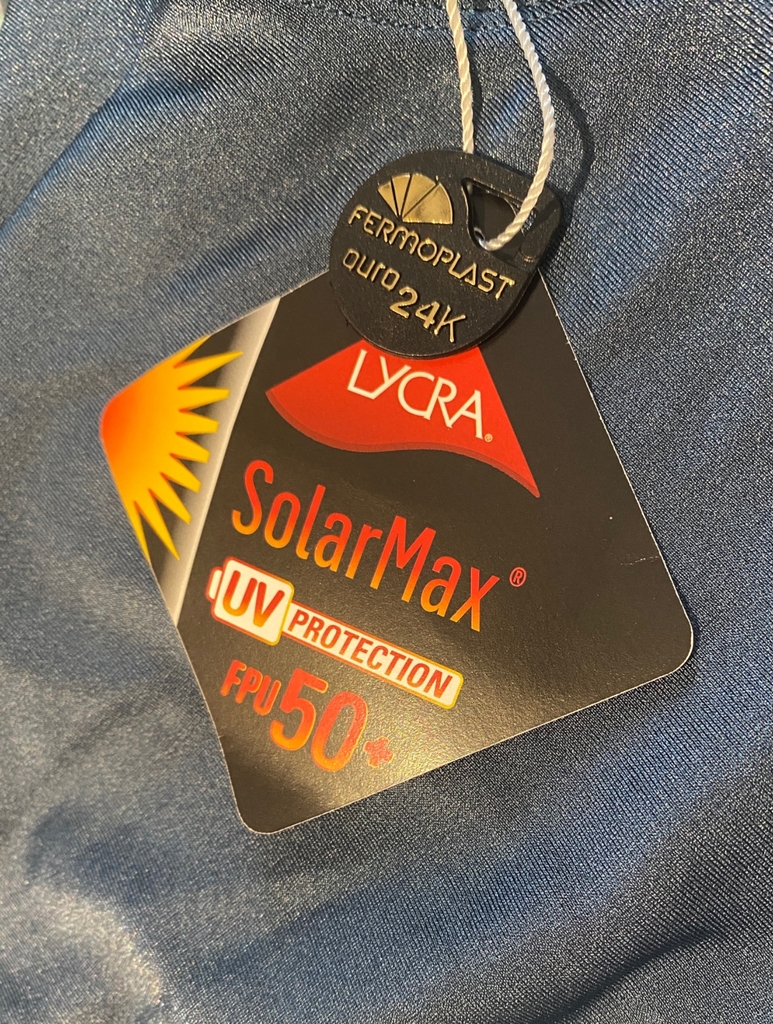 FERMOPLAST
ouro 24K
LYCRA®
SolarMax®
UV PROTECTION
FPU 50+